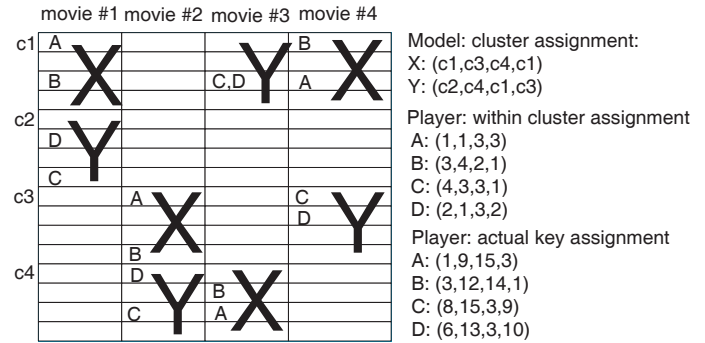 movie #1 movie #2 movie #3 movie #4
c1 A X Y B X
B C,D A
c2 Y
D
C
c3 A X C Y
D
B
c4 D Y X
B
C A
Model: cluster assignment:
X: (c1,c3,c4,c1)
Y: (c2,c4,c1,c3)
Player: within cluster assignment
A: (1,1,3,3)
B: (3,4,2,1)
C: (4,3,3,1)
D: (2,1,3,2)
Player: actual key assignment
A: (1,9,15,3)
B: (3,12,14,1)
C: (8,15,3,9)
D: (6,13,3,10)